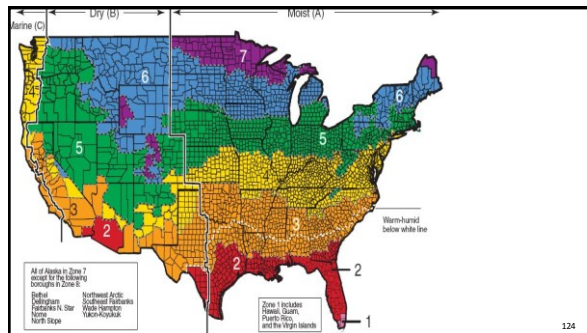 Marine (C)
Dry (B)
Moist (A)
7
6
6
4
5
5
4
3
3
2
2
2
1
Warm-humid
below white line
All of Alaska in Zone 7
except for the following
boroughs in Zone 8:
Bethel Northwest Arctic
Dellingham Southeast Fairbanks
Fairbanks N. Star Wade Hampton
Nome Yukon-Koyukuk
North Slope
Zone 1 includes
Hawaii, Guam,
Puerto Rico,
and the Virgin Islands
124